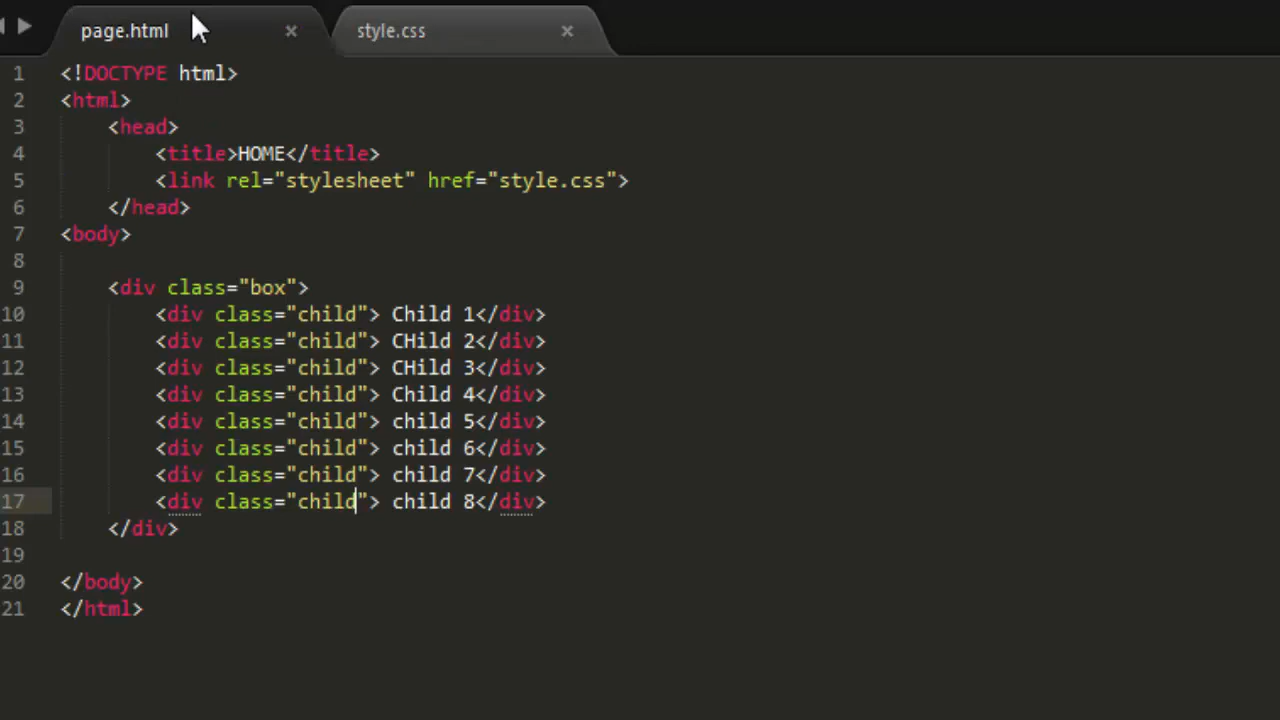 page.html × style.css ×
1 <!DOCTYPE html>
2 <html>
3 <head>
4 <title>HOME</title>
5 <link rel="stylesheet" href="style.css">
6 </head>
7 <body>
8
9 <div class="box">
10 <div class="child"> Child 1</div>
11 <div class="child"> CHild 2</div>
12 <div class="child"> CHild 3</div>
13 <div class="child"> CHild 4</div>
14 <div class="child"> child 5</div>
15 <div class="child"> child 6</div>
16 <div class="child"> child 7</div>
17 <div class="child"> child 8</div>
18 </div>
19
20 </body>
21 </html>